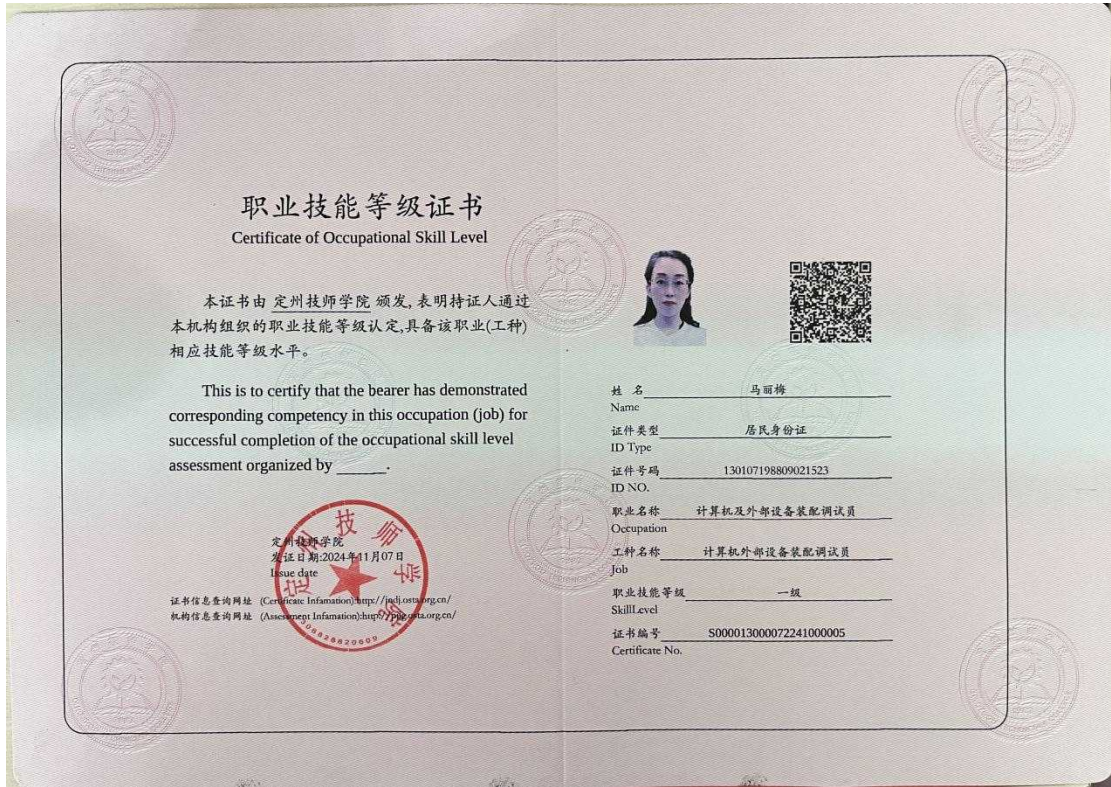 职业技能等级证书
Certificate of Occupational Skill Level
本证书由 定州技师学院 颁发,表明持证人通过
本机构组织的职业技能等级认定,具备该职业(工种)
相应技能等级水平。
This is to certify that the bearer has demonstrated
corresponding competency in this occupation (job) for
successful completion of the occupational skill level
assessment organized by ______.
定州技师学院
发证日期:2024年11月07日
Issue date
证书信息查询网址 (Certificate Infamation):http://jndj.osta.org.cn/
机构信息查询网址 (Assessment Infamation):http://pjjg.osta.org.cn/
定州技师学院
姓 名 马丽梅
Name
证件类型 居民身份证
ID Type
证件号码 130107198809021523
ID NO.
职业名称 计算机及外部设备装配调试员
Occupation
工种名称 计算机外部设备装配调试员
Job
职业技能等级 一级
SkillLevel
证书编号 S000013000072241000005
Certificate No.